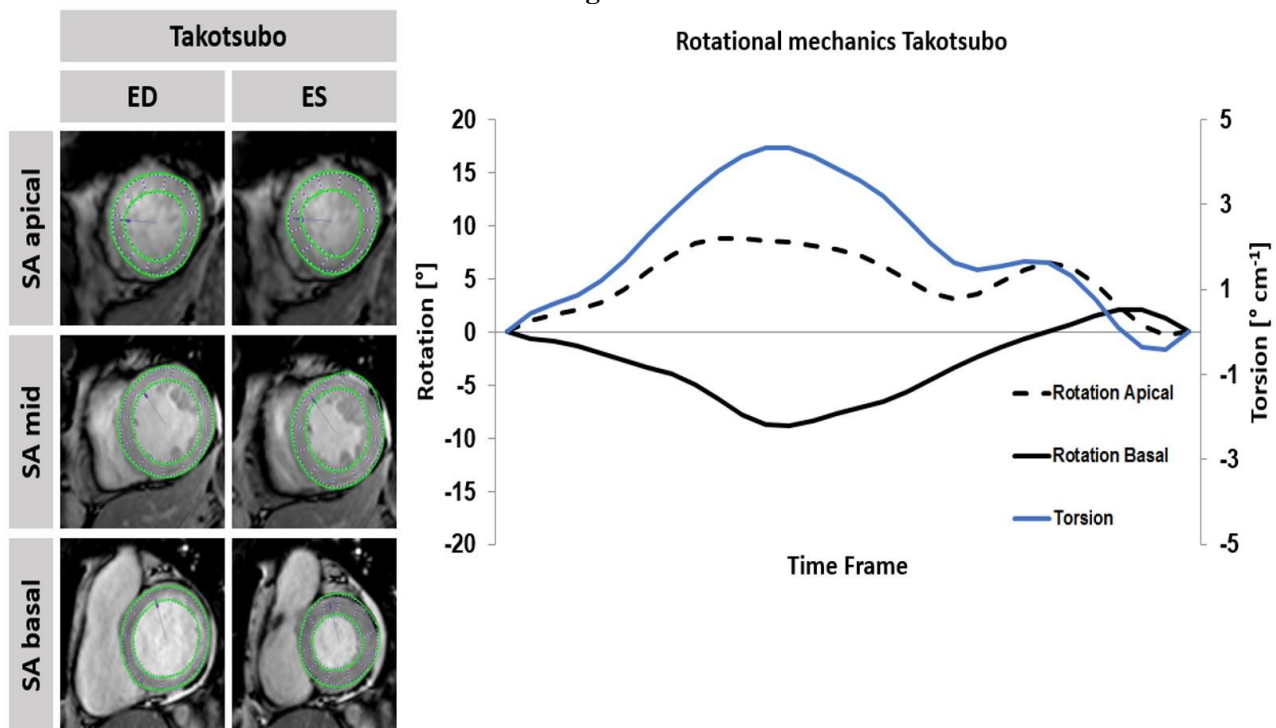 Takotsubo
ED
ES
SA apical
SA mid
SA basal
Rotational mechanics Takotsubo
Rotation [°]
20
15
10
5
0
-5
-10
-15
-20
5
3
1
-1
-3
-5
Torsion [° cm⁻¹]
Rotation Apical
Rotation Basal
Torsion
Time Frame